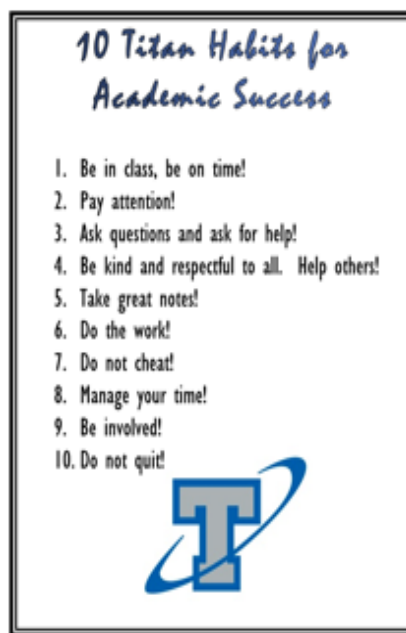 10 Titan Habits for
Academic Success
1. Be in class, be on time!
2. Pay attention!
3. Ask questions and ask for help!
4. Be kind and respectful to all. Help others!
5. Take great notes!
6. Do the work!
7. Do not cheat!
8. Manage your time!
9. Be involved!
10. Do not quit!
T